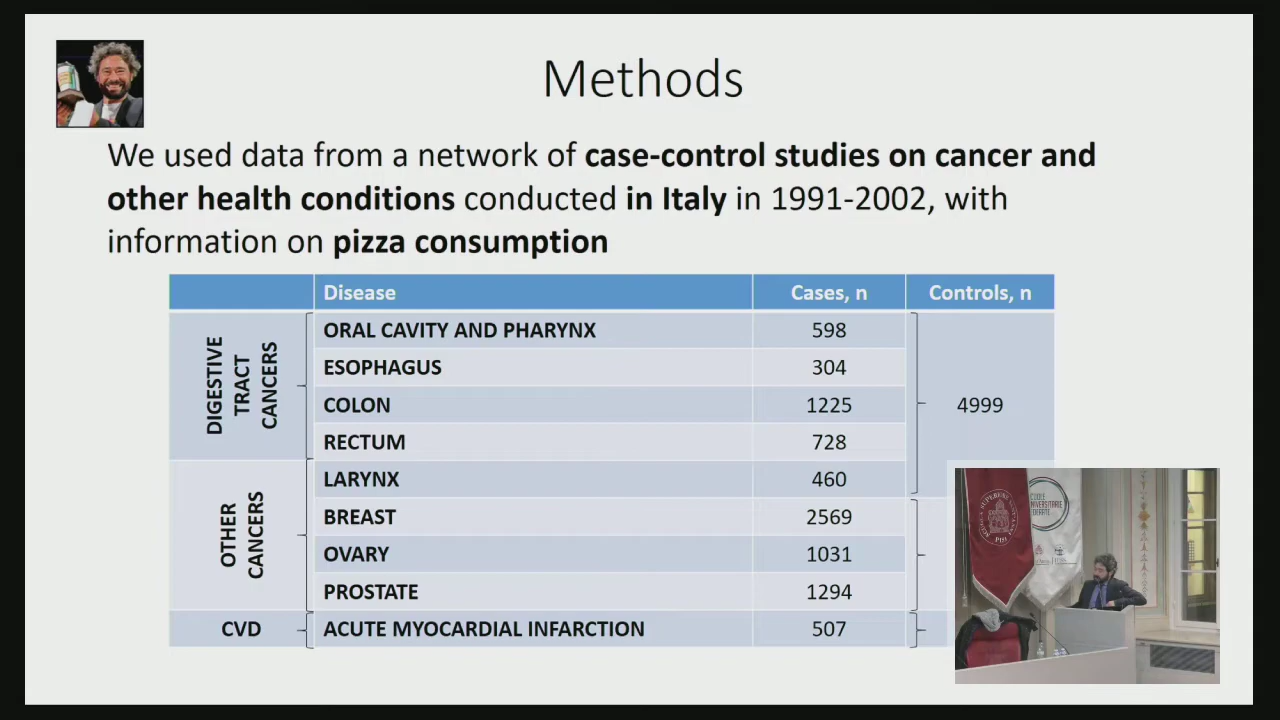 Methods
We used data from a network of case-control studies on cancer and
other health conditions conducted in Italy in 1991-2002, with
information on pizza consumption
Disease Cases, n Controls, n
DIGESTIVE
TRACT
CANCERS
ORAL CAVITY AND PHARYNX 598
ESOPHAGUS 304
COLON 1225 4999
RECTUM 728
OTHER
CANCERS
LARYNX 460
BREAST 2569
OVARY 1031
PROSTATE 1294
CVD ACUTE MYOCARDIAL INFARCTION 507
PISI